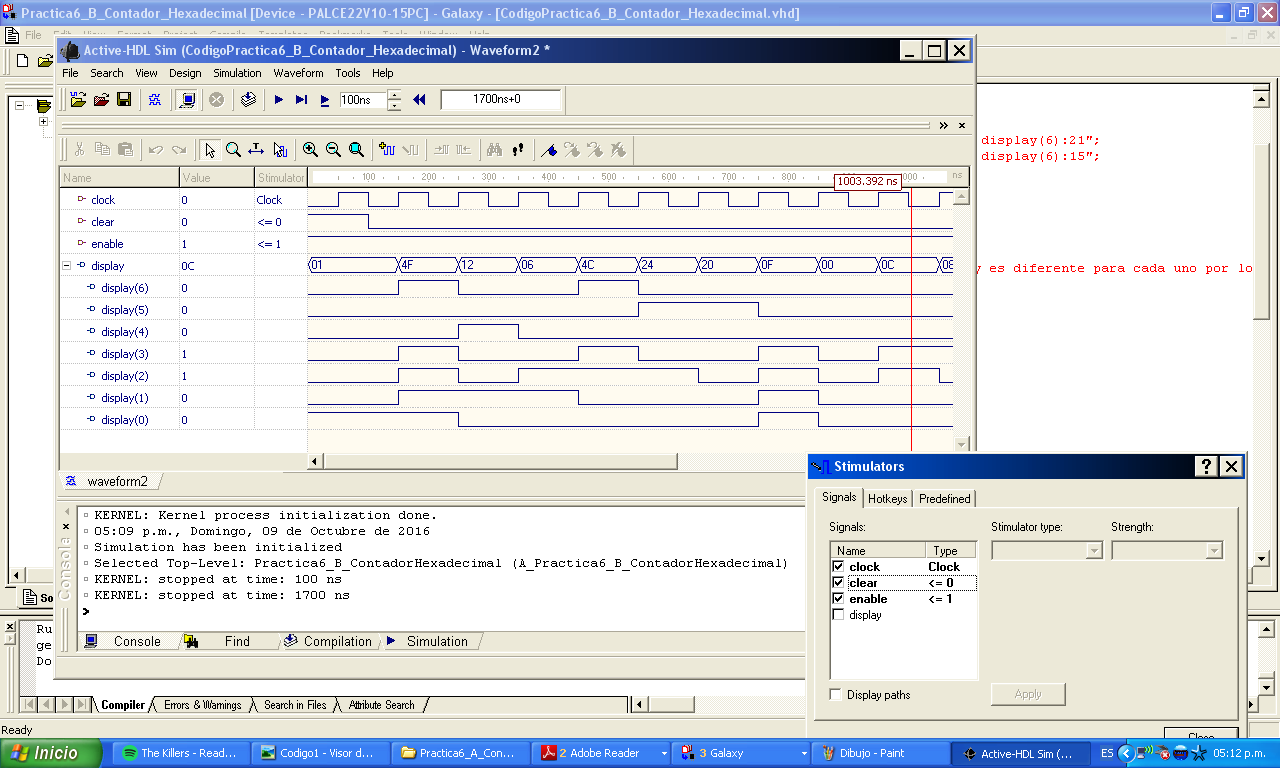 Practica6_B_Contador_Hexadecimal [Device - PALCE22V10-15PC] - Galaxy - [CodigoPractica6_B_Contador_Hexadecimal.vhd]
File
Active-HDL Sim (CodigoPractica6_B_Contador_Hexadecimal) - Waveform2 *
File Search View Design Simulation Waveform Tools Help
100ns
1700ns+0
display(6):21";
display(6):15";
Name Value Stimulator
100 200 300 400 500 600 700 800 ns
1003.392 ns
clock 0 Clock
clear 0 <= 0
enable 1 <= 1
display 0C 01 4F 12 06 4C 24 20 0F 00 0C 08
y es diferente para cada uno por lo
display(6) 0
display(5) 0
display(4) 0
display(3) 1
display(2) 1
display(1) 0
display(0) 0
waveform2
Consola
KERNEL: Kernel process initialization done.
05:09 p.m., Domingo, 09 de Octubre de 2016
Simulation has been initialized
Selected Top-Level: Practica6_B_ContadorHexadecimal (A_Practica6_B_ContadorHexadecimal)
KERNEL: stopped at time: 100 ns
KERNEL: stopped at time: 1700 ns
>
Console Find Compilation Simulation
Stimulators
Signals Hotkeys Predefined
Signals: Stimulator type: Strength:
Name Type
clock Clock
clear <= 0
enable <= 1
display
Display paths
Apply
Close
So
Ru
ge
Do
Compiler Errors & Warnings Search in Files Attribute Search
Ready
Inicio
The Killers - Read...
Codigo1 - Visor d...
Practica6_A_Con...
2 Adobe Reader
3 Galaxy
Dibujo - Paint
Active-HDL Sim (...
ES
05:12 p.m.